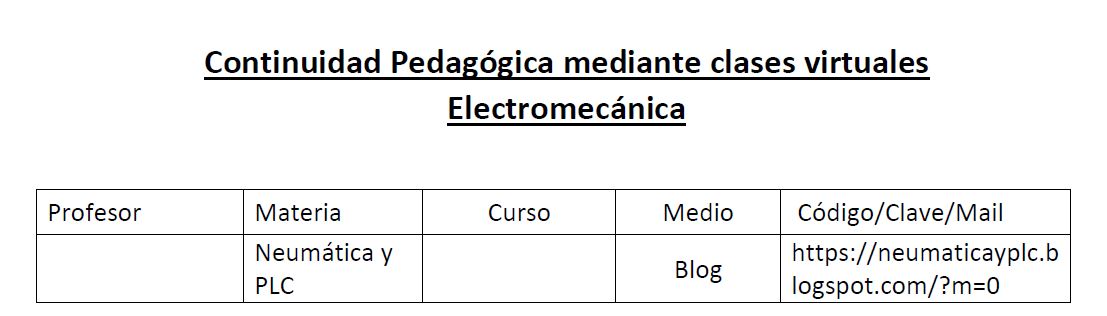 Continuidad Pedagógica mediante clases virtuales
Electromecánica
Profesor Materia Curso Medio Código/Clave/Mail
Neumática y
PLC
Blog
https://neumaticayplc.b
logspot.com/?m=0